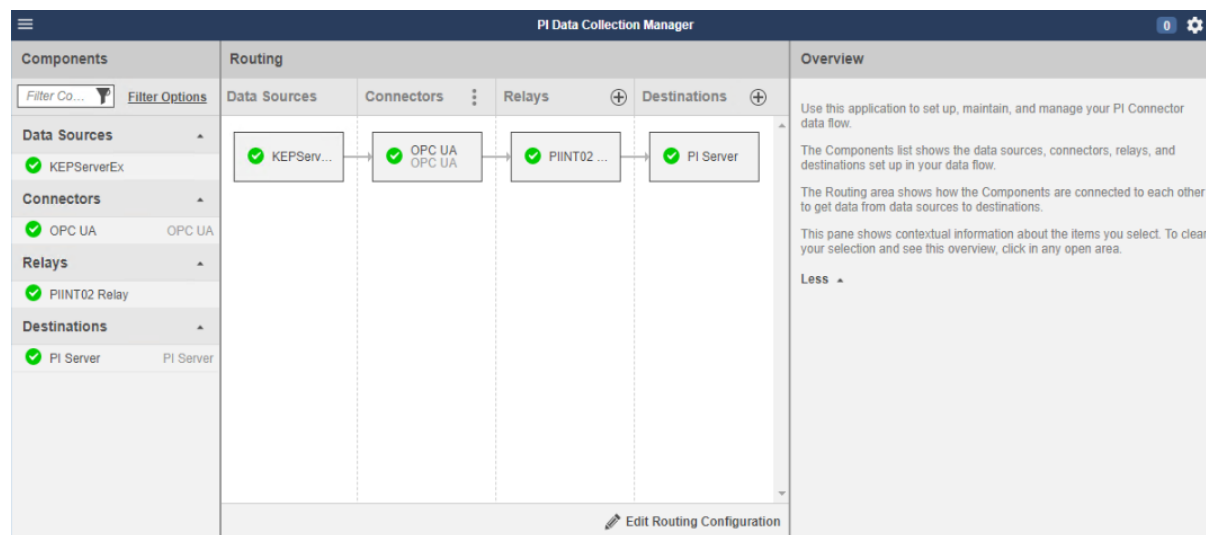 PI Data Collection Manager
0
Components
Filter Co...
Filter Options
Data Sources
KEPServerEx
Connectors
OPC UA OPC UA
Relays
PIINT02 Relay
Destinations
PI Server PI Server
Routing
Data Sources Connectors Relays Destinations
KEPServ...
OPC UA
OPC UA
PIINT02 ...
PI Server
Edit Routing Configuration
Overview
Use this application to set up, maintain, and manage your PI Connector
data flow.
The Components list shows the data sources, connectors, relays, and
destinations set up in your data flow.
The Routing area shows how the Components are connected to each other
to get data from data sources to destinations.
This pane shows contextual information about the items you select. To clear
your selection and see this overview, click in any open area.
Less